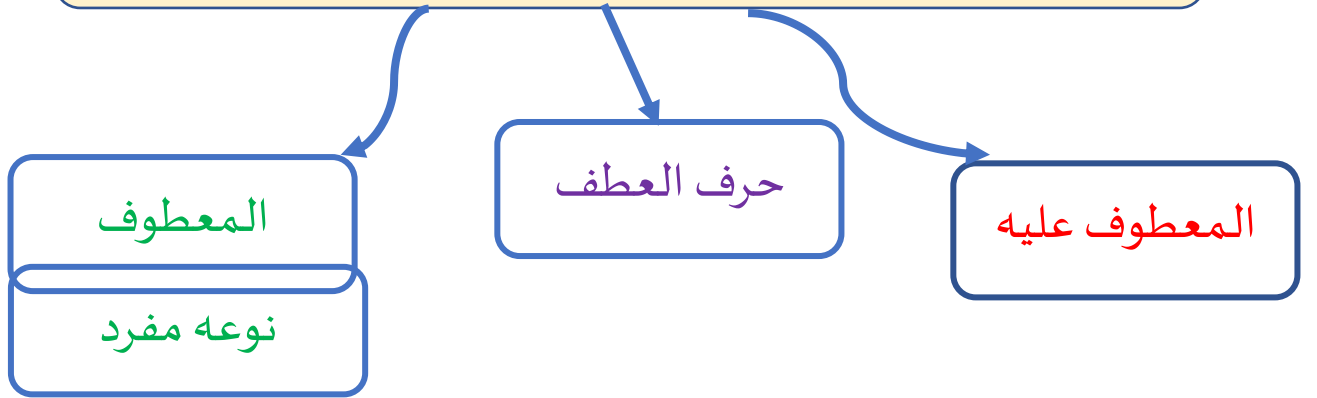 المعطوف عليه
حرف العطف
المعطوف
نوعه مفرد